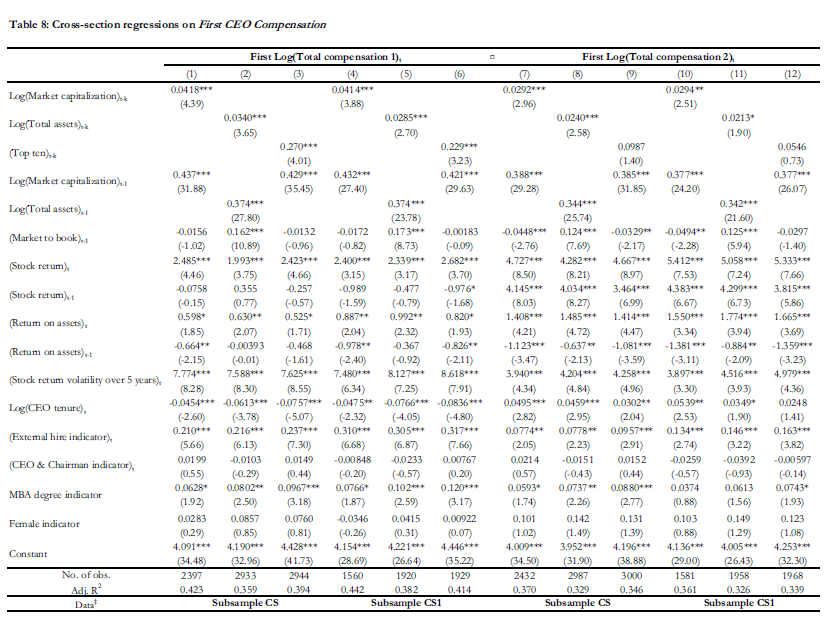 Table 8: Cross-section regressions on First CEO Compensation
First Log(Total compensation 1)t □ First Log(Total compensation 2)t
(1) (2) (3) (4) (5) (6) (7) (8) (9) (10) (11) (12)
Log(Market capitalization)t-k 0.0418*** 0.0414*** 0.0292*** 0.0294**
(4.39) (3.88) (2.96) (2.51)
Log(Total assets)t-k 0.0340*** 0.0285*** 0.0240*** 0.0213*
(3.65) (2.70) (2.58) (1.90)
(Top ten)t-k 0.270*** 0.229*** 0.0987 0.0546
(4.01) (3.23) (1.40) (0.73)
Log(Market capitalization)t-1 0.437*** 0.429*** 0.432*** 0.421*** 0.388*** 0.385*** 0.377*** 0.377***
(31.88) (35.45) (27.40) (29.63) (29.28) (31.85) (24.20) (26.07)
Log(Total assets)t-1 0.374*** 0.374*** 0.344*** 0.342***
(27.80) (23.78) (25.74) (21.60)
(Market to book)t-1 -0.0156 0.162*** -0.0132 -0.0172 0.173*** -0.00183 -0.0448*** 0.124*** -0.0329** -0.0494** 0.125*** -0.0297
(-1.02) (10.89) (-0.96) (-0.82) (8.73) (-0.09) (-2.76) (7.69) (-2.17) (-2.28) (5.94) (-1.40)
(Stock return)t 2.485*** 1.993*** 2.423*** 2.400*** 2.339*** 2.682*** 4.727*** 4.282*** 4.667*** 5.412*** 5.058*** 5.333***
(4.46) (3.75) (4.66) (3.15) (3.17) (3.70) (8.50) (8.21) (8.97) (7.53) (7.24) (7.66)
(Stock return)t-1 -0.0758 0.355 -0.257 -0.989 -0.477 -0.976* 4.145*** 4.034*** 3.464*** 4.383*** 4.299*** 3.815***
(-0.15) (0.77) (-0.57) (-1.59) (-0.79) (-1.68) (8.03) (8.27) (6.99) (6.67) (6.73) (5.86)
(Return on assets)t 0.598* 0.630** 0.525* 0.887** 0.992** 0.820* 1.408*** 1.485*** 1.414*** 1.550*** 1.774*** 1.665***
(1.85) (2.07) (1.71) (2.04) (2.32) (1.93) (4.21) (4.72) (4.47) (3.34) (3.94) (3.69)
(Return on assets)t-1 -0.664** -0.00393 -0.468 -0.978** -0.367 -0.826** -1.123*** -0.637** -1.081*** -1.381*** -0.884** -1.359***
(-2.15) (-0.01) (-1.61) (-2.40) (-0.92) (-2.11) (-3.47) (-2.13) (-3.59) (-3.11) (-2.09) (-3.23)
(Stock return volatility over 5 years)t 7.774*** 7.588*** 7.625*** 7.480*** 8.127*** 8.618*** 3.940*** 4.204*** 4.258*** 3.897*** 4.516*** 4.979***
(8.28) (8.30) (8.55) (6.34) (7.25) (7.91) (4.34) (4.84) (4.96) (3.30) (3.93) (4.36)
Log(CEO tenure)t -0.0454*** -0.0613*** -0.0757*** -0.0475** -0.0766*** -0.0836*** 0.0495*** 0.0459*** 0.0302** 0.0539** 0.0349* 0.0248
(-2.60) (-3.78) (-5.07) (-2.32) (-4.05) (-4.80) (2.82) (2.95) (2.04) (2.53) (1.90) (1.41)
(External hire indicator)t 0.210*** 0.216*** 0.237*** 0.310*** 0.305*** 0.317*** 0.0774** 0.0778** 0.0957*** 0.134*** 0.146*** 0.163***
(5.66) (6.13) (7.30) (6.68) (6.87) (7.66) (2.05) (2.23) (2.91) (2.74) (3.22) (3.82)
(CEO & Chairman indicator)t 0.0199 -0.0103 0.0149 -0.00848 -0.0233 0.00767 0.0214 -0.0151 0.0152 -0.0259 -0.0392 -0.00597
(0.55) (-0.29) (0.44) (-0.20) (-0.57) (0.20) (0.57) (-0.43) (0.44) (-0.57) (-0.93) (-0.14)
MBA degree indicator 0.0628* 0.0802** 0.0967*** 0.0766* 0.102*** 0.120*** 0.0593* 0.0737** 0.0880*** 0.0374 0.0613 0.0743*
(1.92) (2.50) (3.18) (1.87) (2.59) (3.17) (1.74) (2.26) (2.77) (0.88) (1.56) (1.93)
Female indicator 0.0283 0.0857 0.0760 -0.0346 0.0415 0.00922 0.101 0.142 0.131 0.103 0.149 0.123
(0.29) (0.85) (0.81) (-0.26) (0.31) (0.07) (1.02) (1.49) (1.39) (0.88) (1.29) (1.08)
Constant 4.091*** 4.190*** 4.428*** 4.154*** 4.221*** 4.446*** 4.009*** 3.952*** 4.196*** 4.136*** 4.005*** 4.253***
(34.48) (32.96) (41.73) (28.69) (26.64) (35.22) (34.50) (31.90) (38.88) (29.00) (26.43) (32.30)
No. of obs. 2397 2933 2944 1560 1920 1929 2432 2987 3000 1581 1958 1968
Adj. R2 0.423 0.359 0.394 0.442 0.382 0.414 0.370 0.329 0.346 0.361 0.326 0.339
Data† Subsample CS Subsample CS1 Subsample CS Subsample CS1